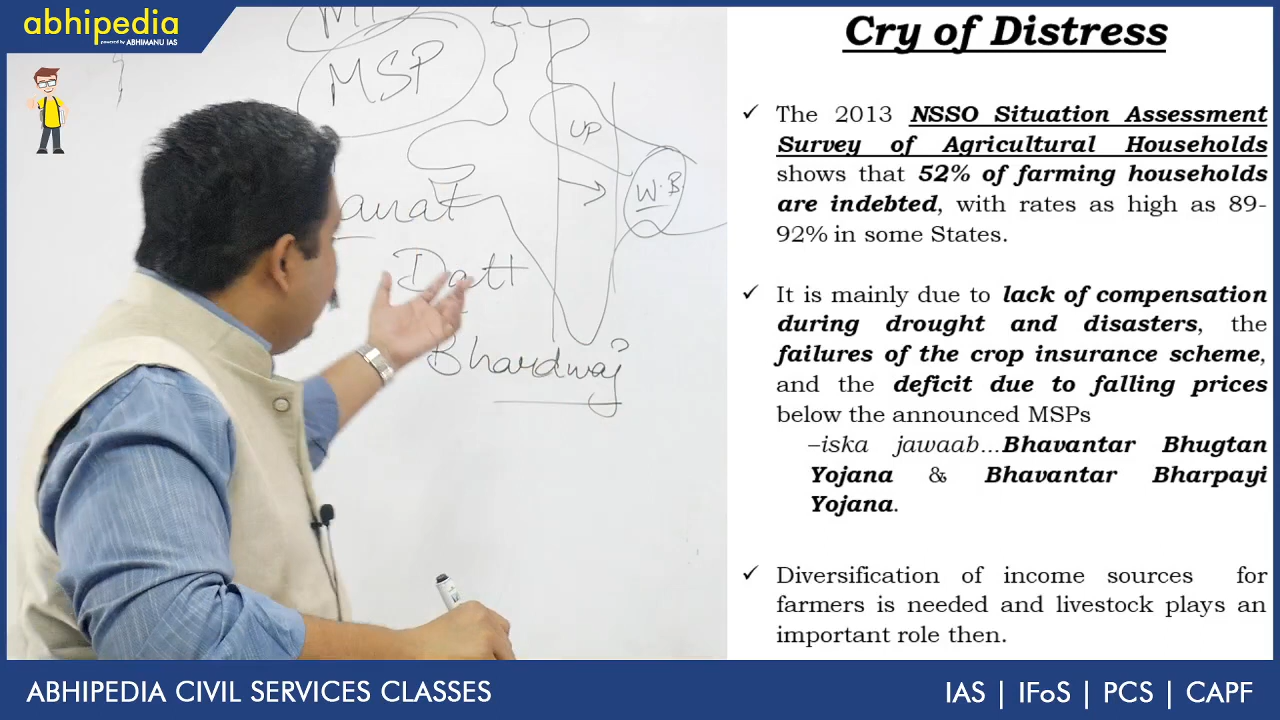 abhipedia
powered by ABHIMANU IAS
MSP
UP
W.B
Datt
Bhardwaj
Cry of Distress
✓ The 2013 NSSO Situation Assessment
Survey of Agricultural Households
shows that 52% of farming households
are indebted, with rates as high as 89-
92% in some States.
✓ It is mainly due to lack of compensation
during drought and disasters, the
failures of the crop insurance scheme,
and the deficit due to falling prices
below the announced MSPs
–iska jawaab...Bhavantar Bhugtan
Yojana & Bhavantar Bharpayi
Yojana.
✓ Diversification of income sources for
farmers is needed and livestock plays an
important role then.
ABHIPEDIA CIVIL SERVICES CLASSES
IAS | IFoS | PCS | CAPF